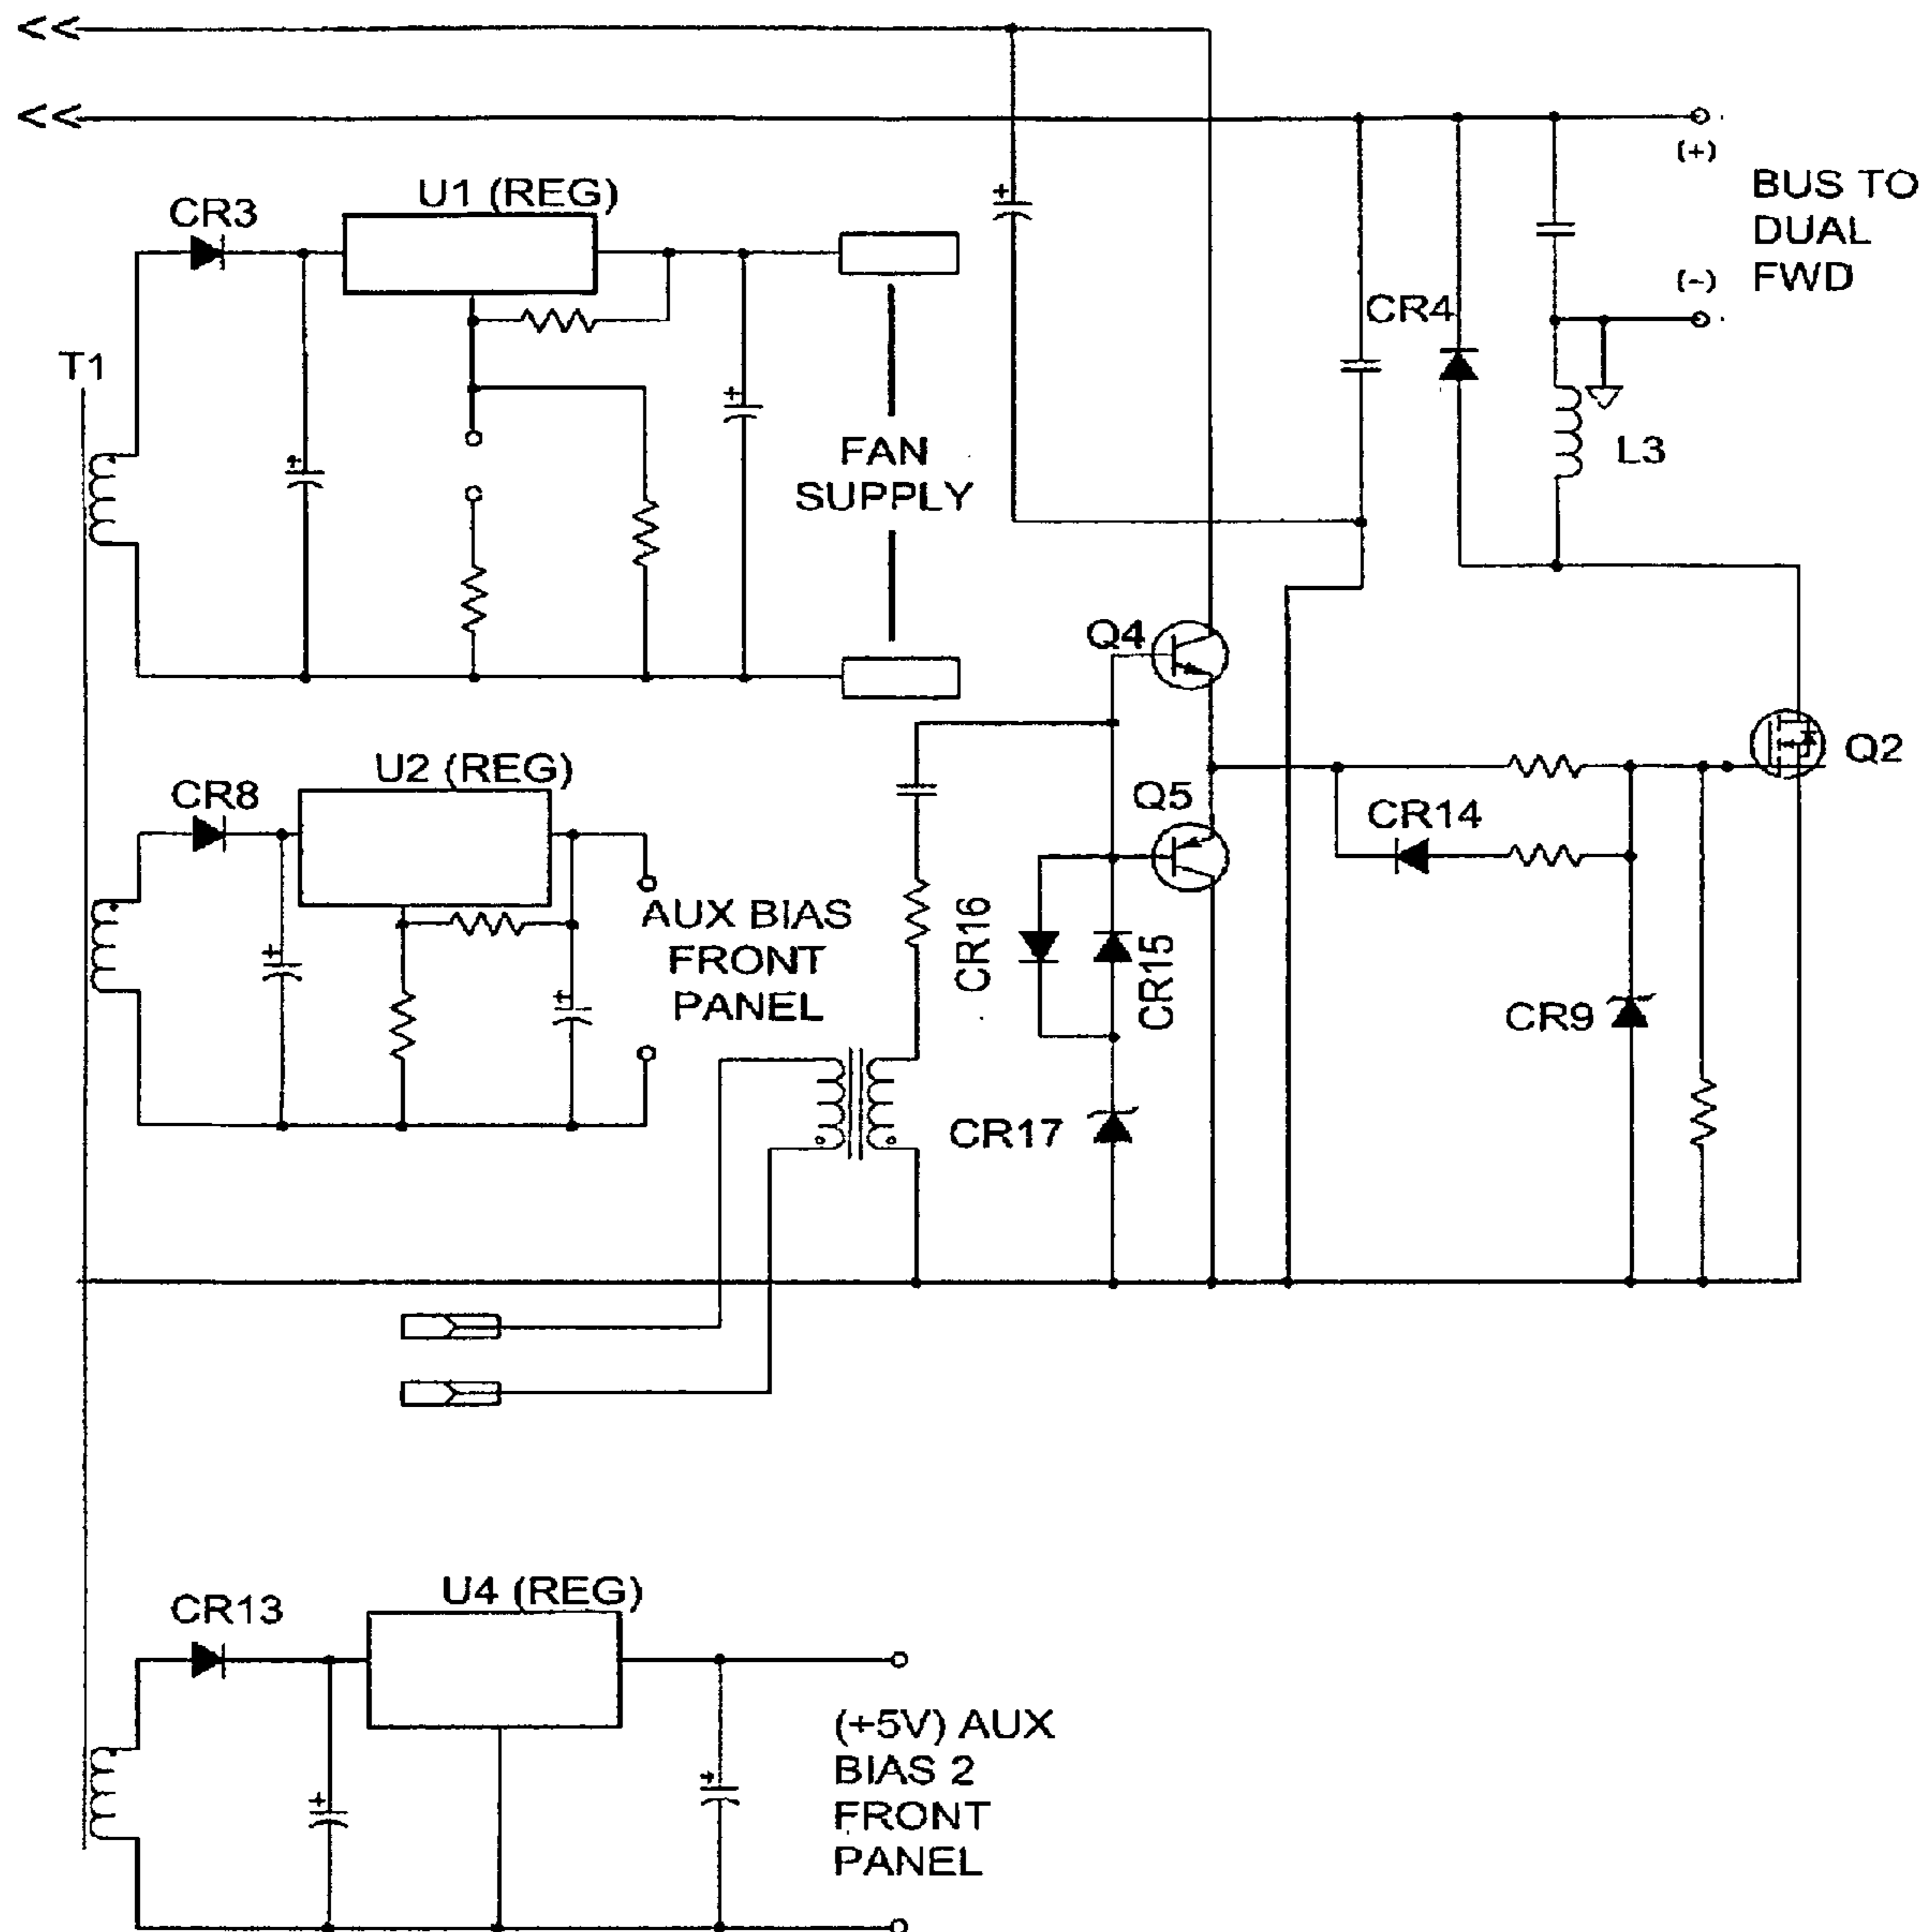 <<
<<
(+)
BUS TO
DUAL
FWD
(-)
U1 (REG)
CR3
+
CR4
T1
+
+
FAN
SUPPLY
L3
Q4
U2 (REG)
CR8
Q2
Q5
CR14
AUX BIAS
FRONT
PANEL
+
+
CR16
CR15
CR9
CR17
U4 (REG)
CR13
(+5V) AUX
BIAS 2
FRONT
PANEL
+
+